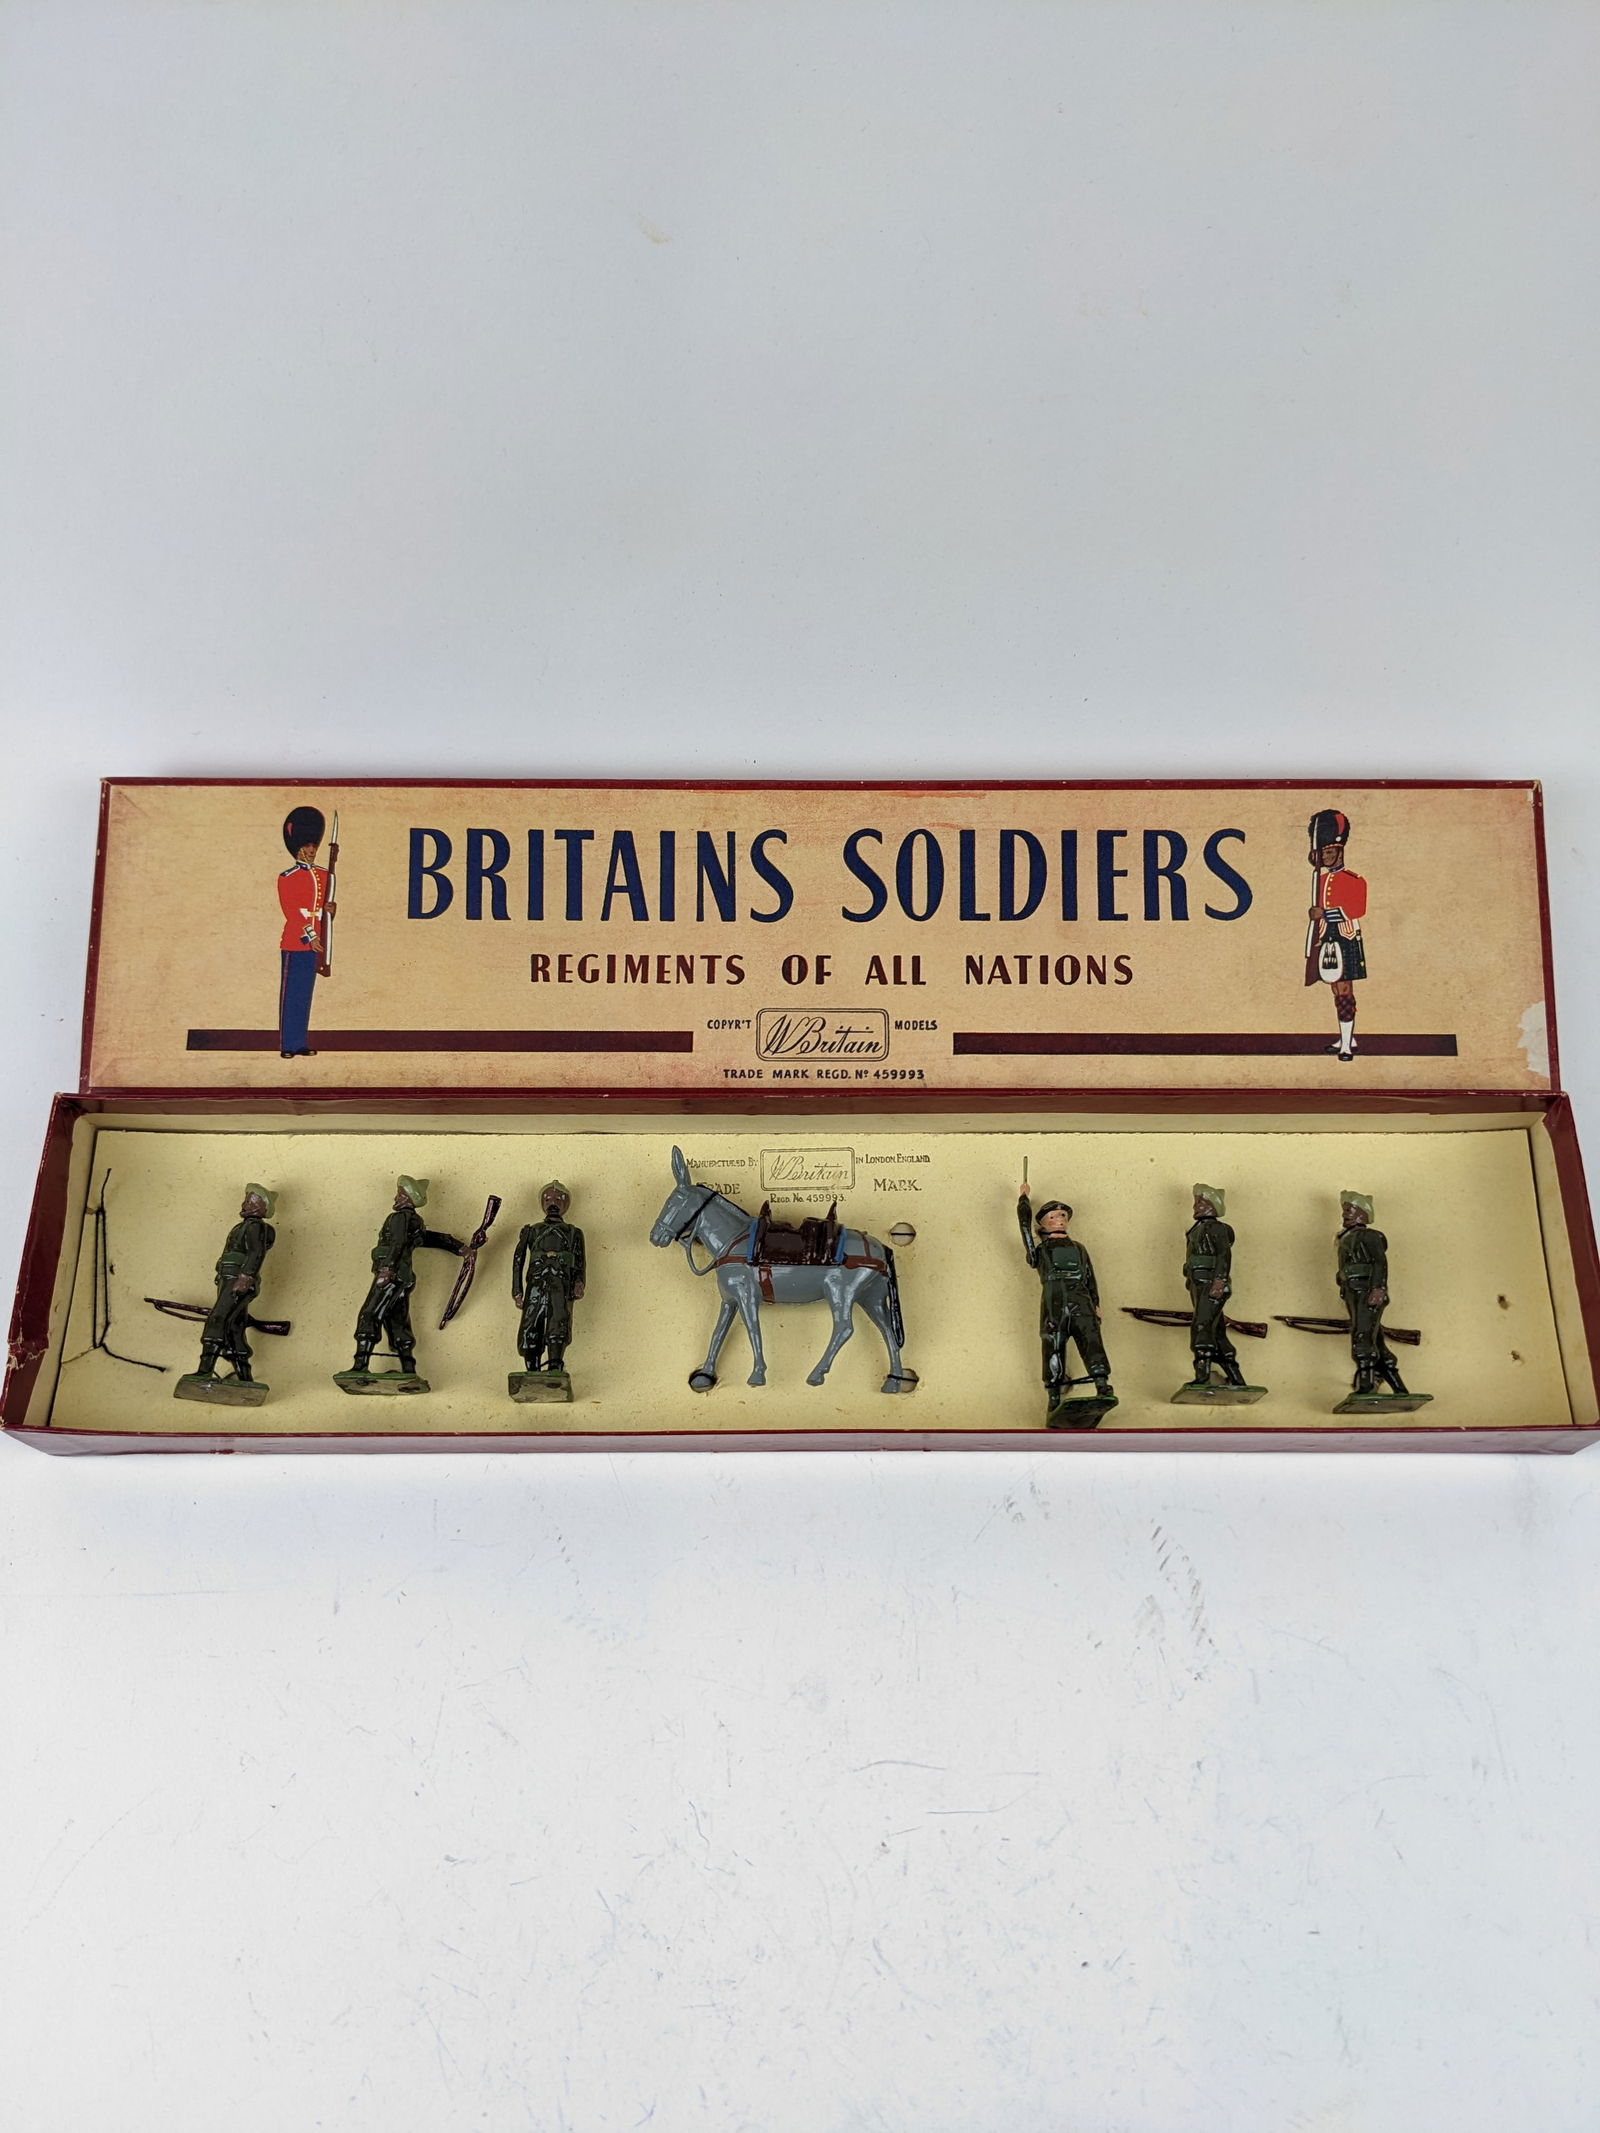 BRITAINS SOLDIERS
REGIMENTS OF ALL NATIONS
COPYR'T W Britain MODELS
TRADE MARK REGD. Nº 459993
MANUFACTURED BY W Britain IN LONDON, ENGLAND
TRADE MARK.
REGD. No. 459993.